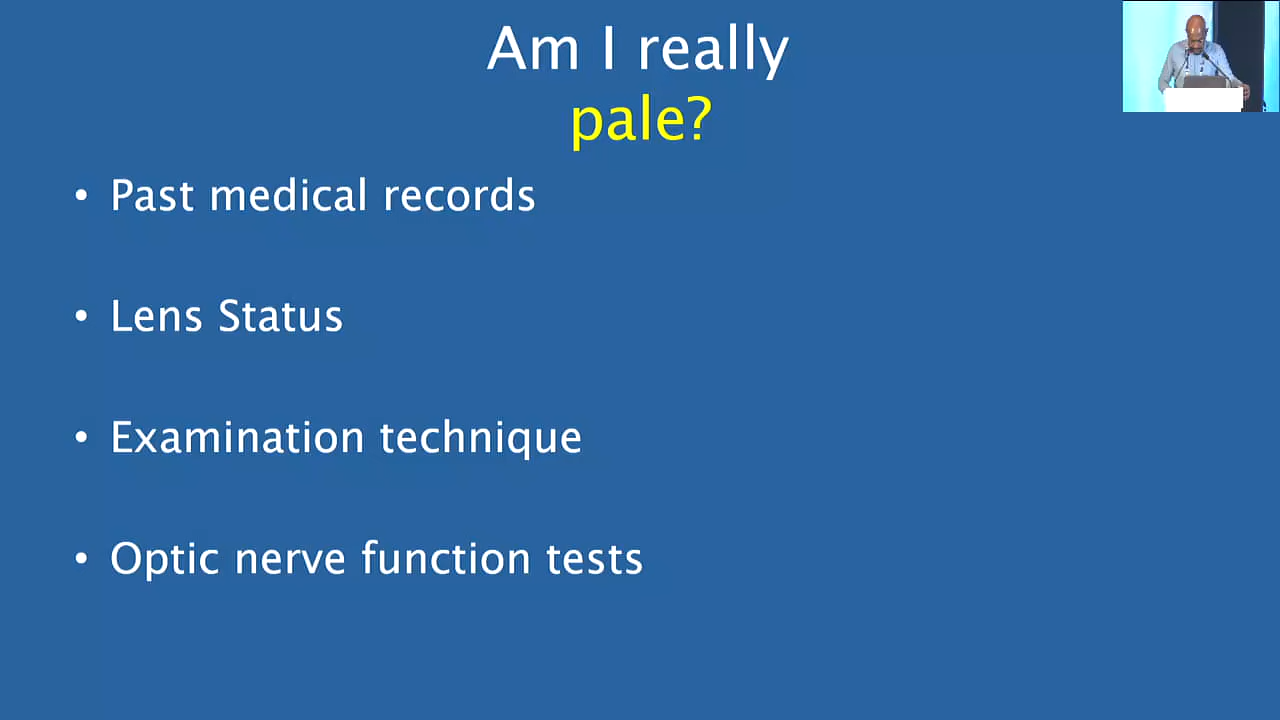 Am I really
pale?
• Past medical records
• Lens Status
• Examination technique
• Optic nerve function tests